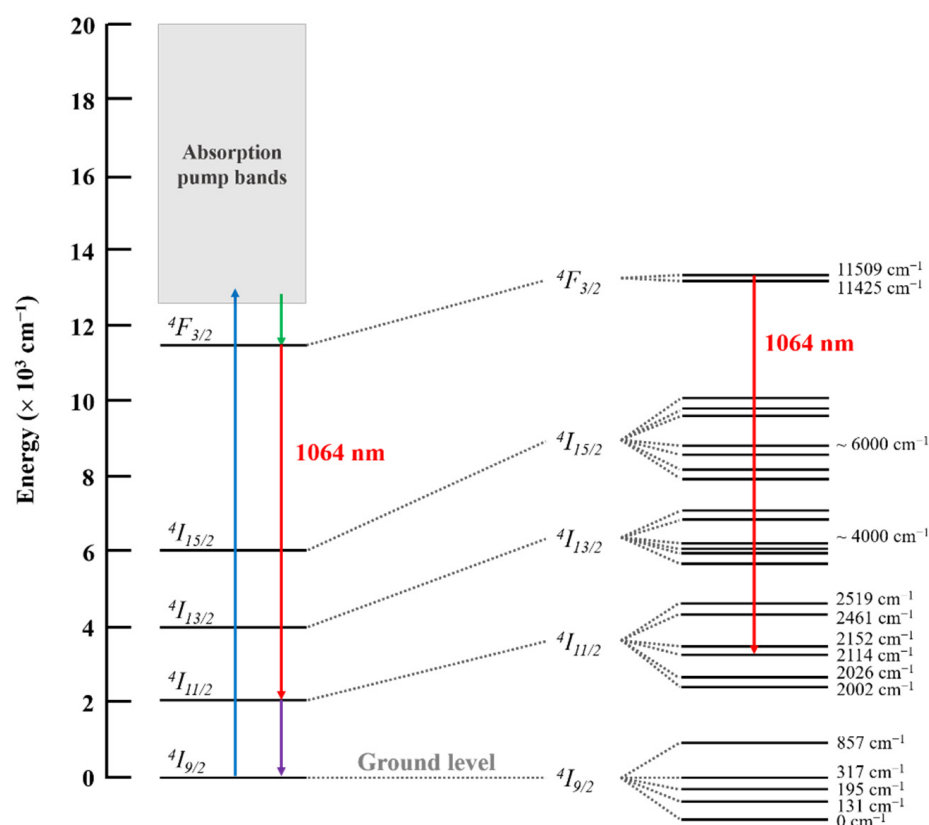 20
18
16
14
12
10
8
6
4
2
0
Energy (× 10³ cm⁻¹)
Absorption
pump bands
⁴F3/2
1064 nm
⁴I15/2
⁴I13/2
⁴I11/2
⁴I9/2
Ground level
⁴F3/2
⁴I15/2
⁴I13/2
⁴I11/2
⁴I9/2
11509 cm⁻¹
11425 cm⁻¹
1064 nm
~ 6000 cm⁻¹
~ 4000 cm⁻¹
2519 cm⁻¹
2461 cm⁻¹
2152 cm⁻¹
2114 cm⁻¹
2026 cm⁻¹
2002 cm⁻¹
857 cm⁻¹
317 cm⁻¹
195 cm⁻¹
131 cm⁻¹
0 cm⁻¹